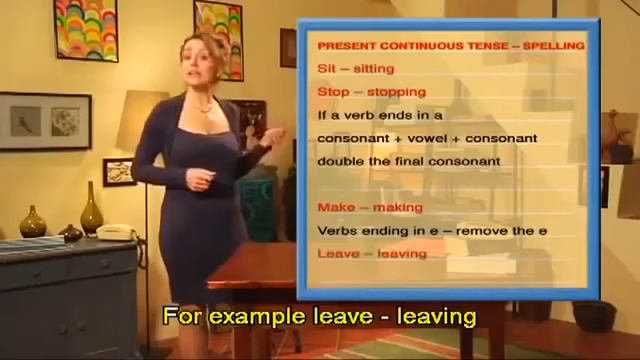 PRESENT CONTINUOUS TENSE – SPELLING
Sit – sitting
Stop – stopping
If a verb ends in a
consonant + vowel + consonant
double the final consonant
Make – making
Verbs ending in e – remove the e
Leave – leaving
For example leave - leaving